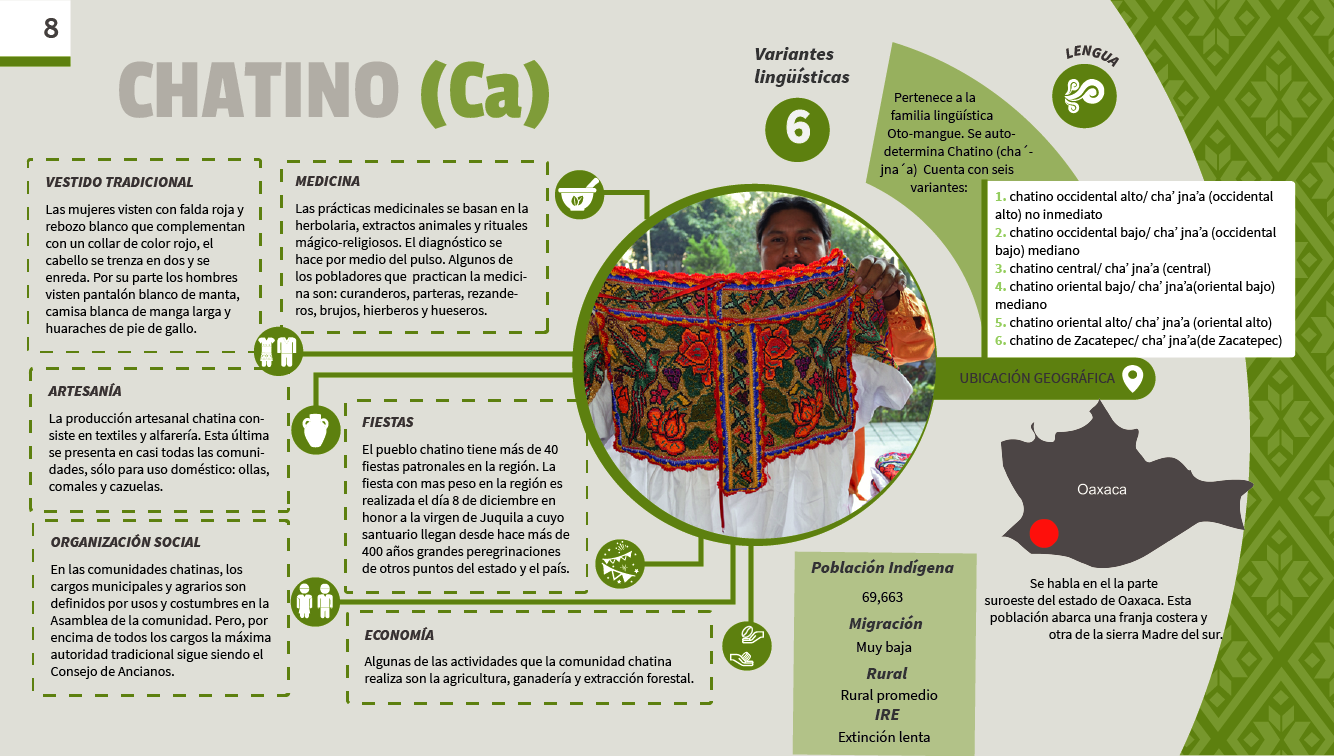 8
CHATINO (Ca)
VESTIDO TRADICIONAL
Las mujeres visten con falda roja y
rebozo blanco que complementan
con un collar de color rojo, el
cabello se trenza en dos y se
enreda. Por su parte los hombres
visten pantalón blanco de manta,
camisa blanca de manga larga y
huaraches de pie de gallo.
MEDICINA
Las prácticas medicinales se basan en la
herbolaria, extractos animales y rituales
mágico-religiosos. El diagnóstico se
hace por medio del pulso. Algunos de
los pobladores que  practican la medici-
na son: curanderos, parteras, rezande-
ros, brujos, hierberos y hueseros.
ARTESANÍA
La producción artesanal chatina con-
siste en textiles y alfarería. Esta última
se presenta en casi todas las comuni-
dades, sólo para uso doméstico: ollas,
comales y cazuelas.
FIESTAS
El pueblo chatino tiene más de 40
fiestas patronales en la región. La
fiesta con mas peso en la región es
realizada el día 8 de diciembre en
honor a la virgen de Juquila a cuyo
santuario llegan desde hace más de
400 años grandes peregrinaciones
de otros puntos del estado y el país.
ORGANIZACIÓN SOCIAL
En las comunidades chatinas, los
cargos municipales y agrarios son
definidos por usos y costumbres en la
Asamblea de la comunidad. Pero, por
encima de todos los cargos la máxima
autoridad tradicional sigue siendo el
Consejo de Ancianos.
ECONOMÍA
Algunas de las actividades que la comunidad chatina
realiza son la agricultura, ganadería y extracción forestal.
Variantes
lingüísticas
6
LENGUA
Pertenece a la
familia lingüística
Oto-mangue. Se auto-
determina Chatino (cha´-
jna´a)  Cuenta con seis
variantes:
1. chatino occidental alto/ cha’ jna’a (occidental
alto) no inmediato
2. chatino occidental bajo/ cha’ jna’a (occidental
bajo) mediano
3. chatino central/ cha’ jna’a (central)
4. chatino oriental bajo/ cha’ jna’a(oriental bajo)
mediano
5. chatino oriental alto/ cha’ jna’a (oriental alto)
6. chatino de Zacatepec/ cha’ jna’a(de Zacatepec)
UBICACIÓN GEOGRÁFICA
Oaxaca
Se habla en el la parte
suroeste del estado de Oaxaca. Esta
población abarca una franja costera y
otra de la sierra Madre del sur.
Población Indígena
69,663
Migración
Muy baja
Rural
Rural promedio
IRE
Extinción lenta